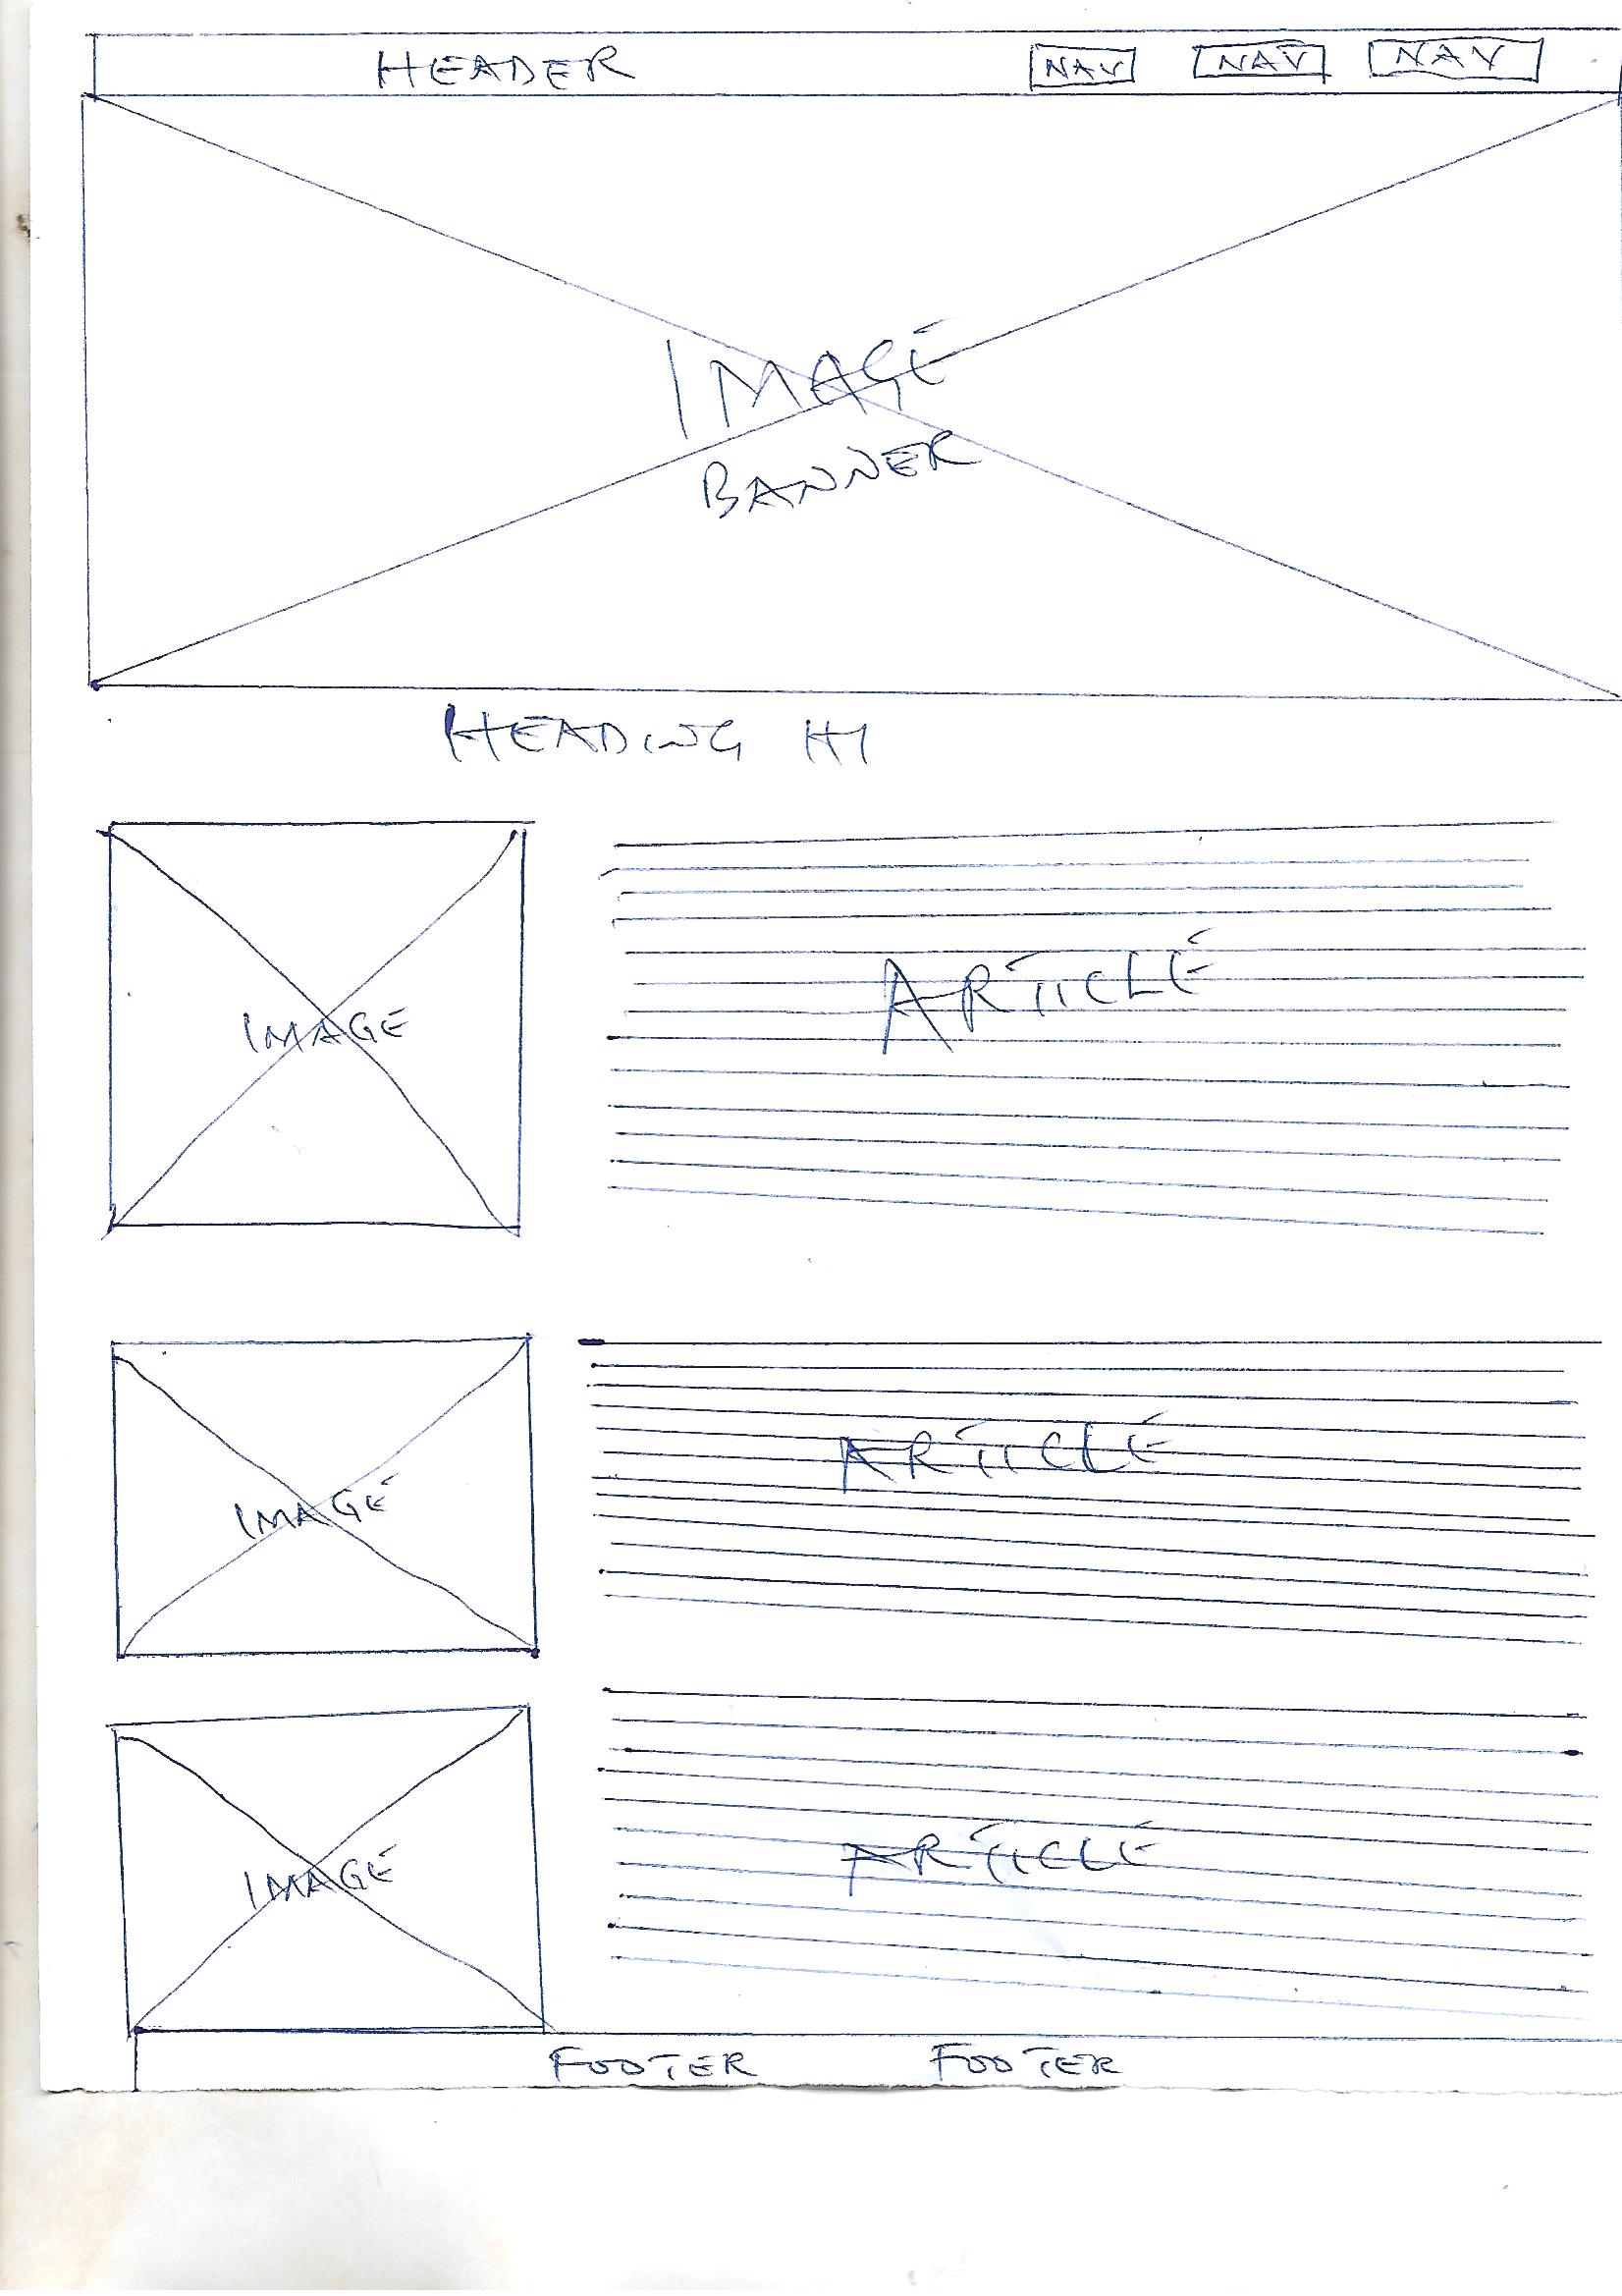 HEADER NAV NAV NAV
IMAGE
BANNER
HEADING H1
IMAGE
ARTICLE
IMAGE
ARTICLE
IMAGE
ARTICLE
FOOTER FOOTER